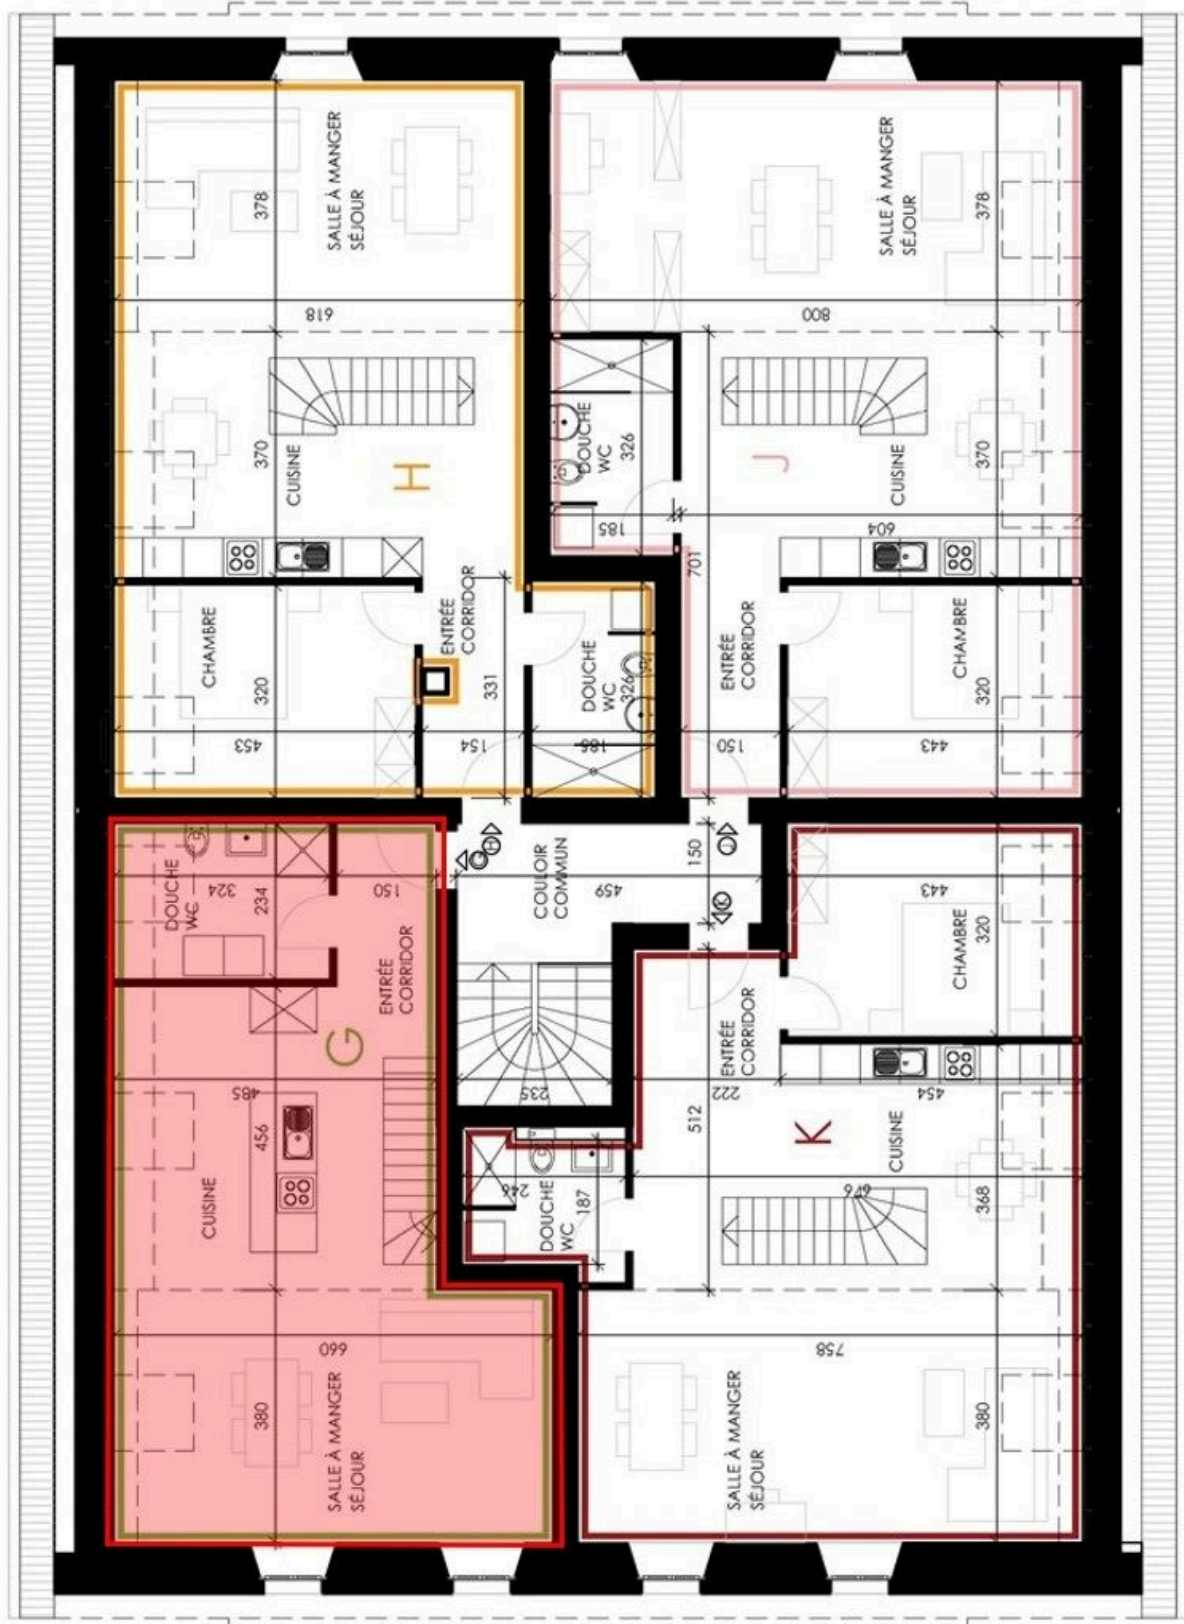 SALLE À MANGER
SÉJOUR
378
618
370
CUISINE
H
CHAMBRE
320
453
ENTRÉE
CORRIDOR
331
154
DOUCHE
WC
326
185
SALLE À MANGER
SÉJOUR
378
800
DOUCHE
WC
326
185
J
CUISINE
370
604
701
ENTRÉE
CORRIDOR
150
CHAMBRE
320
443
DOUCHE
WC
324
234
150
ENTRÉE
CORRIDOR
G
485
456
CUISINE
660
380
SALLE À MANGER
SÉJOUR
G
H
J
K
COULOIR
COMMUN
459
150
235
443
CHAMBRE
320
ENTRÉE
CORRIDOR
222
454
512
K
CUISINE
368
676
DOUCHE
WC
246
187
758
SALLE À MANGER
SÉJOUR
380